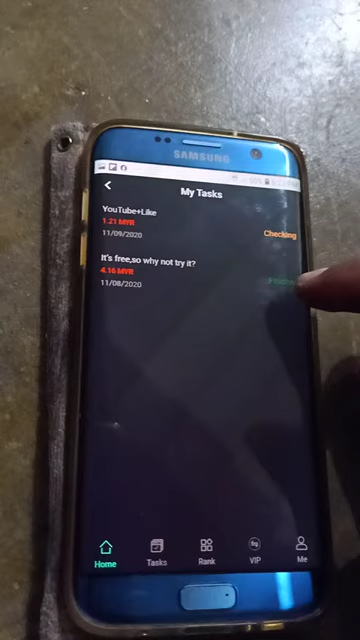 SAMSUNG
My Tasks
YouTube+Like
1.21 MYR
11/09/2020
Checking
It's free,so why not try it?
4.16 MYR
11/08/2020
Home
Tasks
Rank
VIP
Me